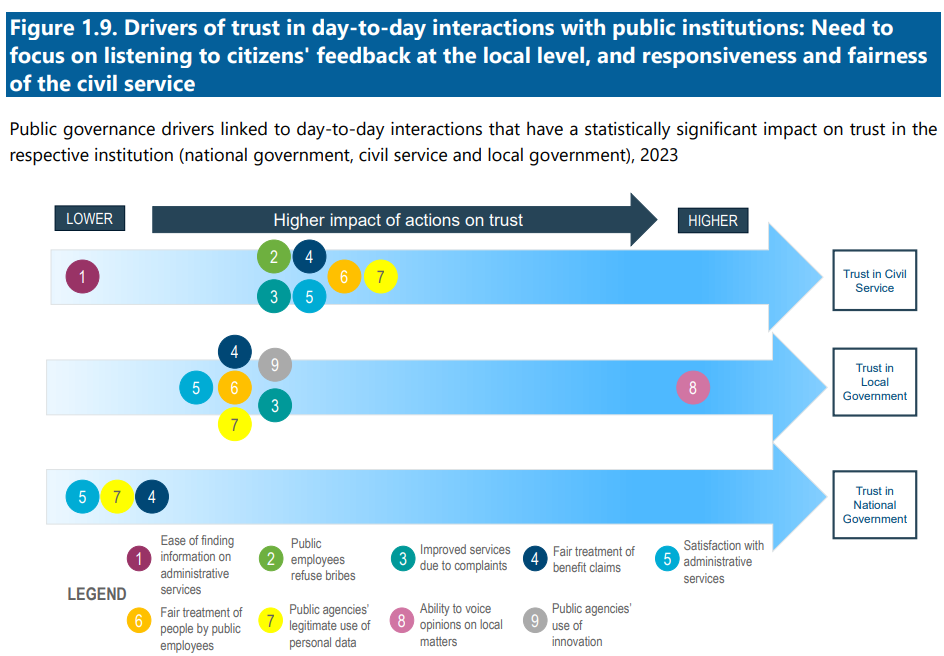 Figure 1.9. Drivers of trust in day-to-day interactions with public institutions: Need to
focus on listening to citizens' feedback at the local level, and responsiveness and fairness
of the civil service
Public governance drivers linked to day-to-day interactions that have a statistically significant impact on trust in the
respective institution (national government, civil service and local government), 2023
LOWER
Higher impact of actions on trust
HIGHER
2
4
1
6
7
3
5
Trust in Civil
Service
4
9
5
6
8
3
7
Trust in
Local
Government
5
7
4
Trust in
National
Government
LEGEND
1
Ease of finding
information on
administrative
services
2
Public
employees
refuse bribes
3
Improved services
due to complaints
4
Fair treatment of
benefit claims
5
Satisfaction with
administrative
services
6
Fair treatment of
people by public
employees
7
Public agencies'
legitimate use of
personal data
8
Ability to voice
opinions on local
matters
9
Public agencies'
use of
innovation